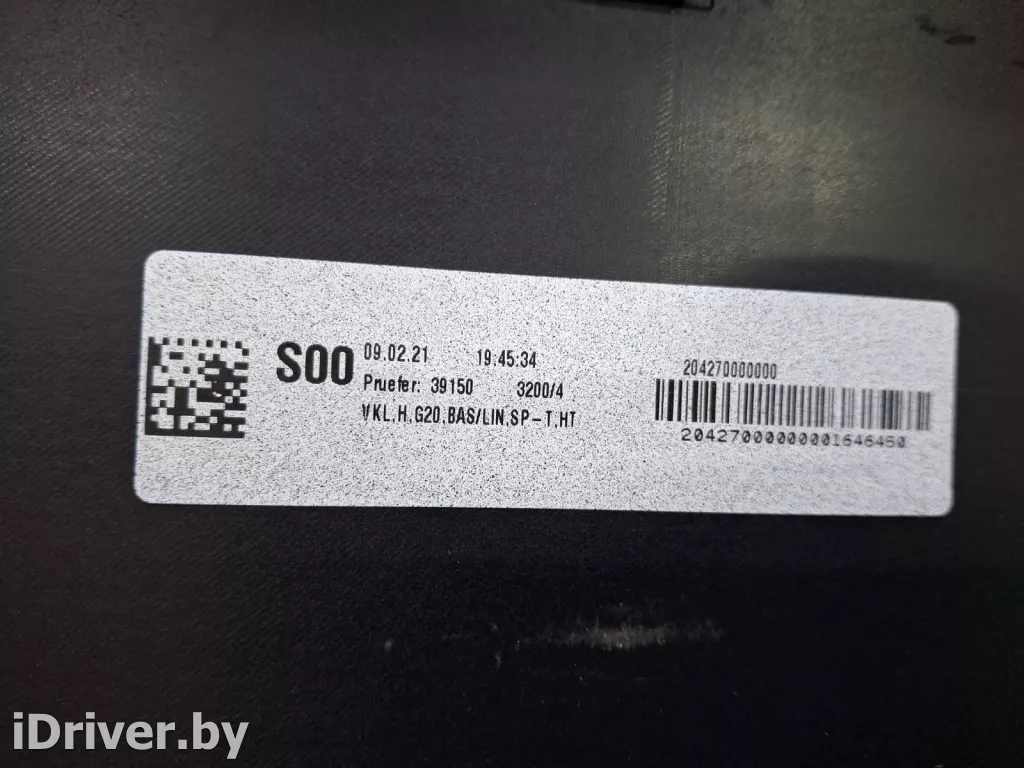 S00
09.02.21 19:45:34
Pruefer: 39150 3200/4
VKL,H,G20,BAS/LIN,SP-T,HT
204270000000
20427000000001646450
iDriver.by